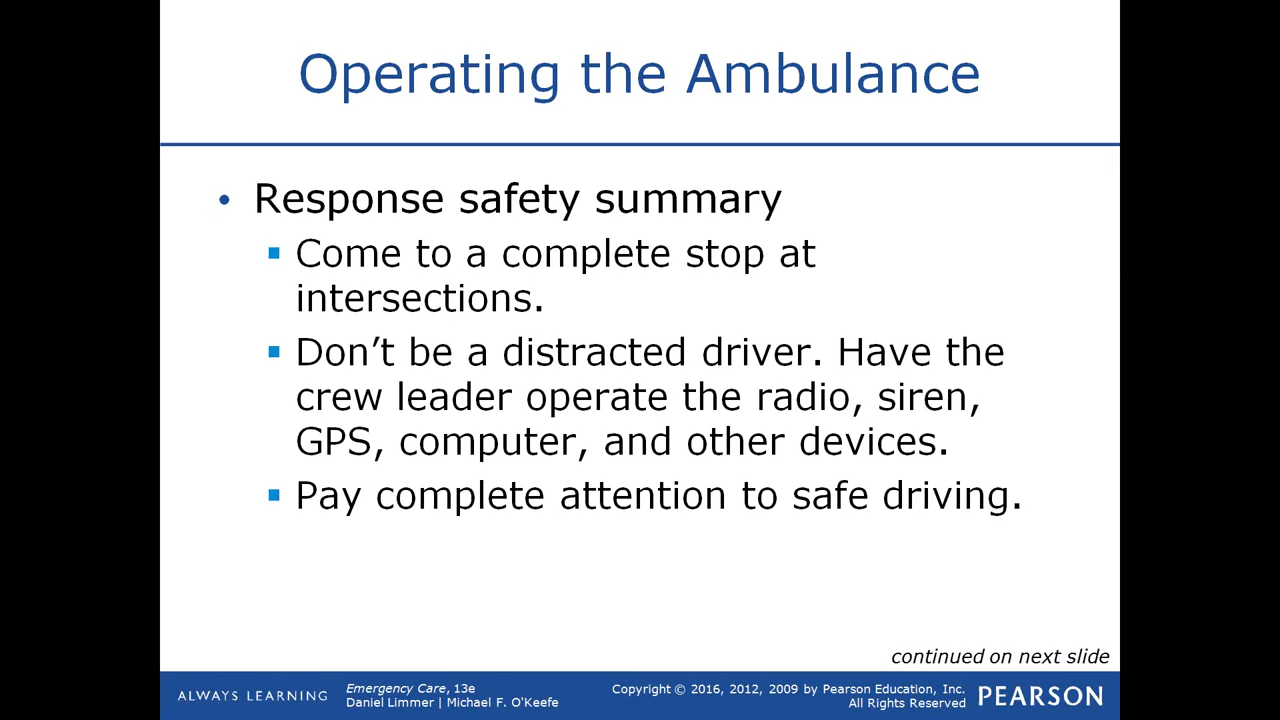 Operating the Ambulance
• Response safety summary
▪ Come to a complete stop at
intersections.
▪ Don’t be a distracted driver. Have the
crew leader operate the radio, siren,
GPS, computer, and other devices.
▪ Pay complete attention to safe driving.
continued on next slide
ALWAYS LEARNING
Emergency Care, 13e
Daniel Limmer | Michael F. O'Keefe
Copyright © 2016, 2012, 2009 by Pearson Education, Inc.
All Rights Reserved
PEARSON